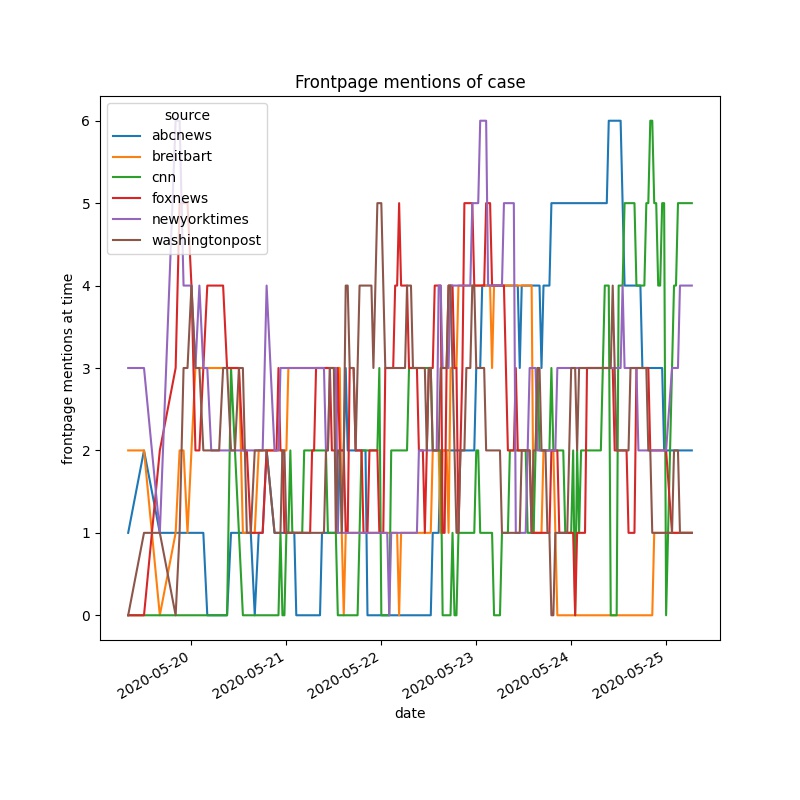 Frontpage mentions of case
source
abcnews
breitbart
cnn
foxnews
newyorktimes
washingtonpost
frontpage mentions at time
6
5
4
3
2
1
0
2020-05-20
2020-05-21
2020-05-22
2020-05-23
2020-05-24
2020-05-25
date